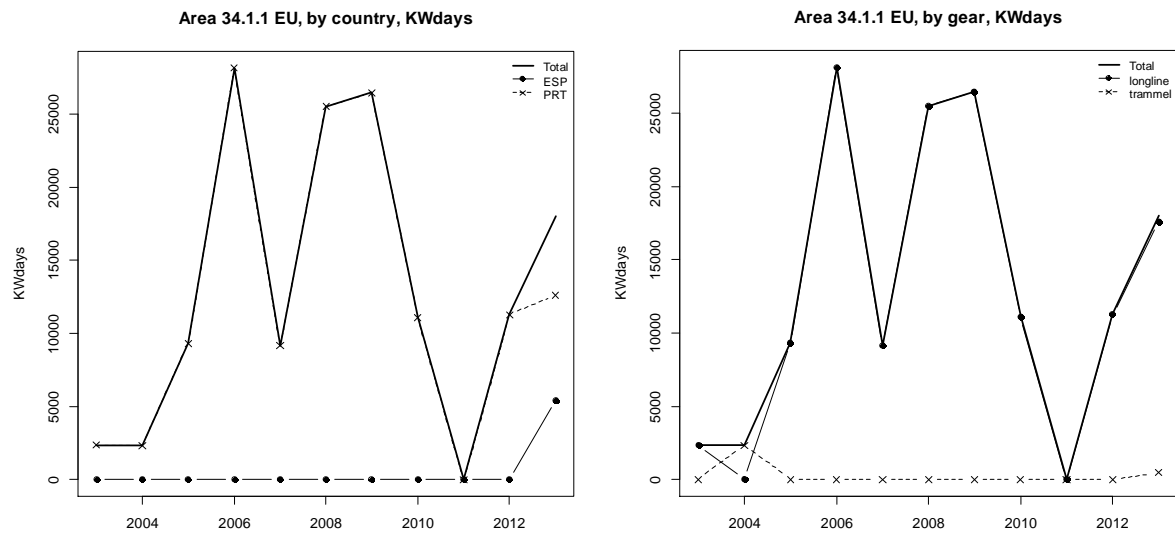 Area 34.1.1 EU, by country, KWdays
Total
ESP
PRT
KWdays
0
5000
10000
15000
20000
25000
2004
2006
2008
2010
2012
Area 34.1.1 EU, by gear, KWdays
Total
longline
trammel
KWdays
0
5000
10000
15000
20000
25000
2004
2006
2008
2010
2012